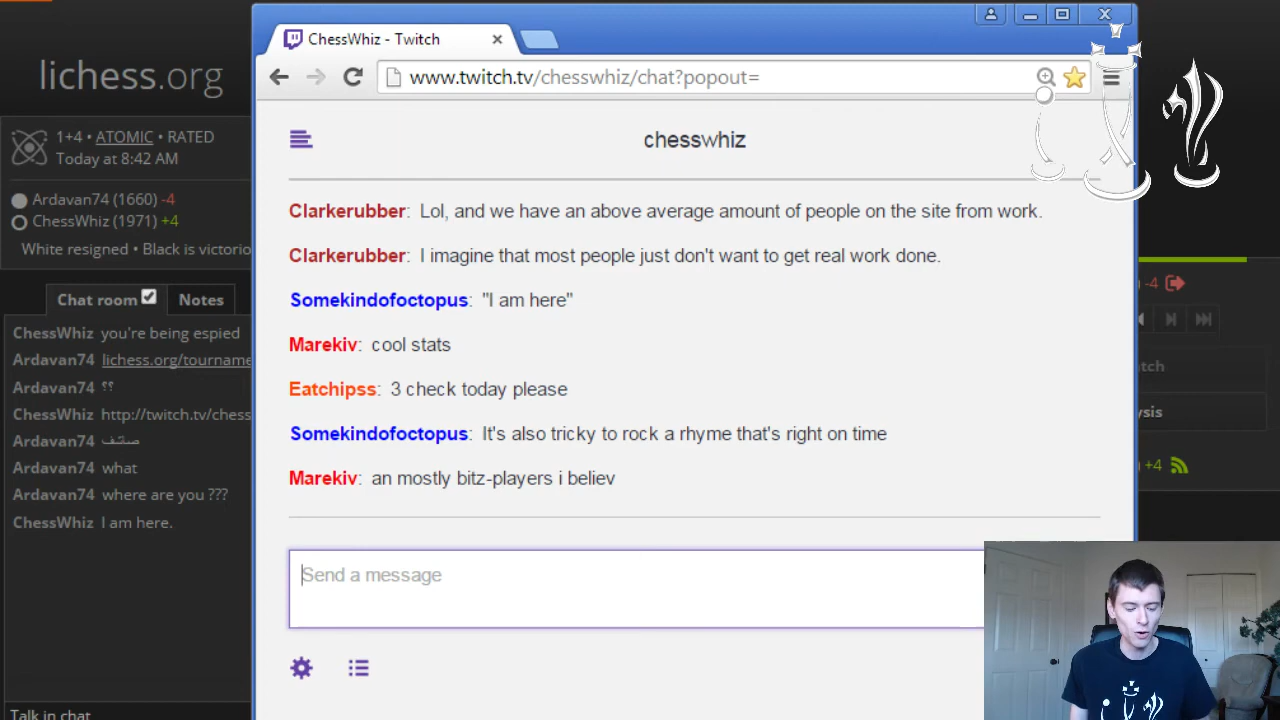 ChessWhiz - Twitch
lichess.org
www.twitch.tv/chesswhiz/chat?popout=
1+4 • ATOMIC • RATED
Today at 8:42 AM
Ardavan74 (1660) -4
ChessWhiz (1971) +4
White resigned • Black is victorio
Chat room Notes
ChessWhiz you're being espied
Ardavan74 lichess.org/tourname
Ardavan74 ؟؟
ChessWhiz http://twitch.tv/chess
Ardavan74
Ardavan74 what
Ardavan74 where are you ???
ChessWhiz I am here.
Talk in chat
chesswhiz
Clarkerubber: Lol, and we have an above average amount of people on the site from work.
Clarkerubber: I imagine that most people just don't want to get real work done.
Somekindofoctopus: "I am here"
Marekiv: cool stats
Eatchipss: 3 check today please
Somekindofoctopus: It's also tricky to rock a rhyme that's right on time
Marekiv: an mostly bitz-players i believ
Send a message
-4
tch
ysis
) +4